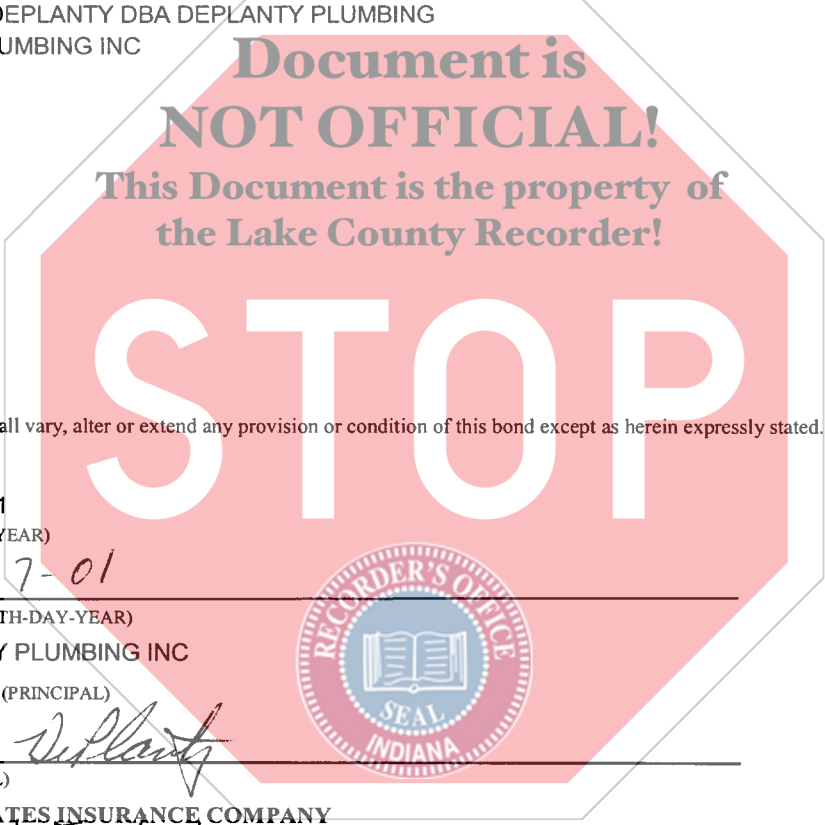 DEPLANTY DBA DEPLANTY PLUMBING
UMBING INC
Document is
NOT OFFICIAL!
This Document is the property of
the Lake County Recorder!
STOP
all vary, alter or extend any provision or condition of this bond except as herein expressly stated.
1
YEAR)
7-01
TH-DAY-YEAR)
Y PLUMBING INC
(PRINCIPAL)
DePlanty
RECORDER'S OFFICE
SEAL
INDIANA
ATES INSURANCE COMPANY